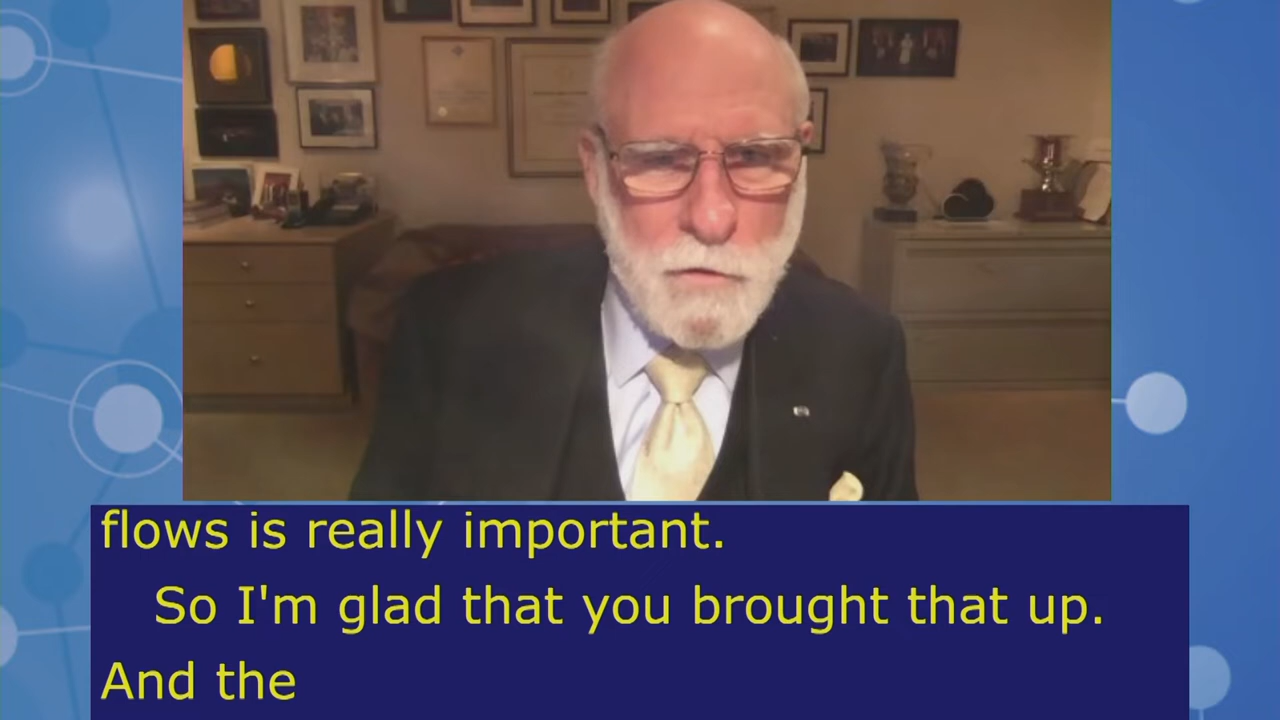 flows is really important.
So I'm glad that you brought that up.
And the